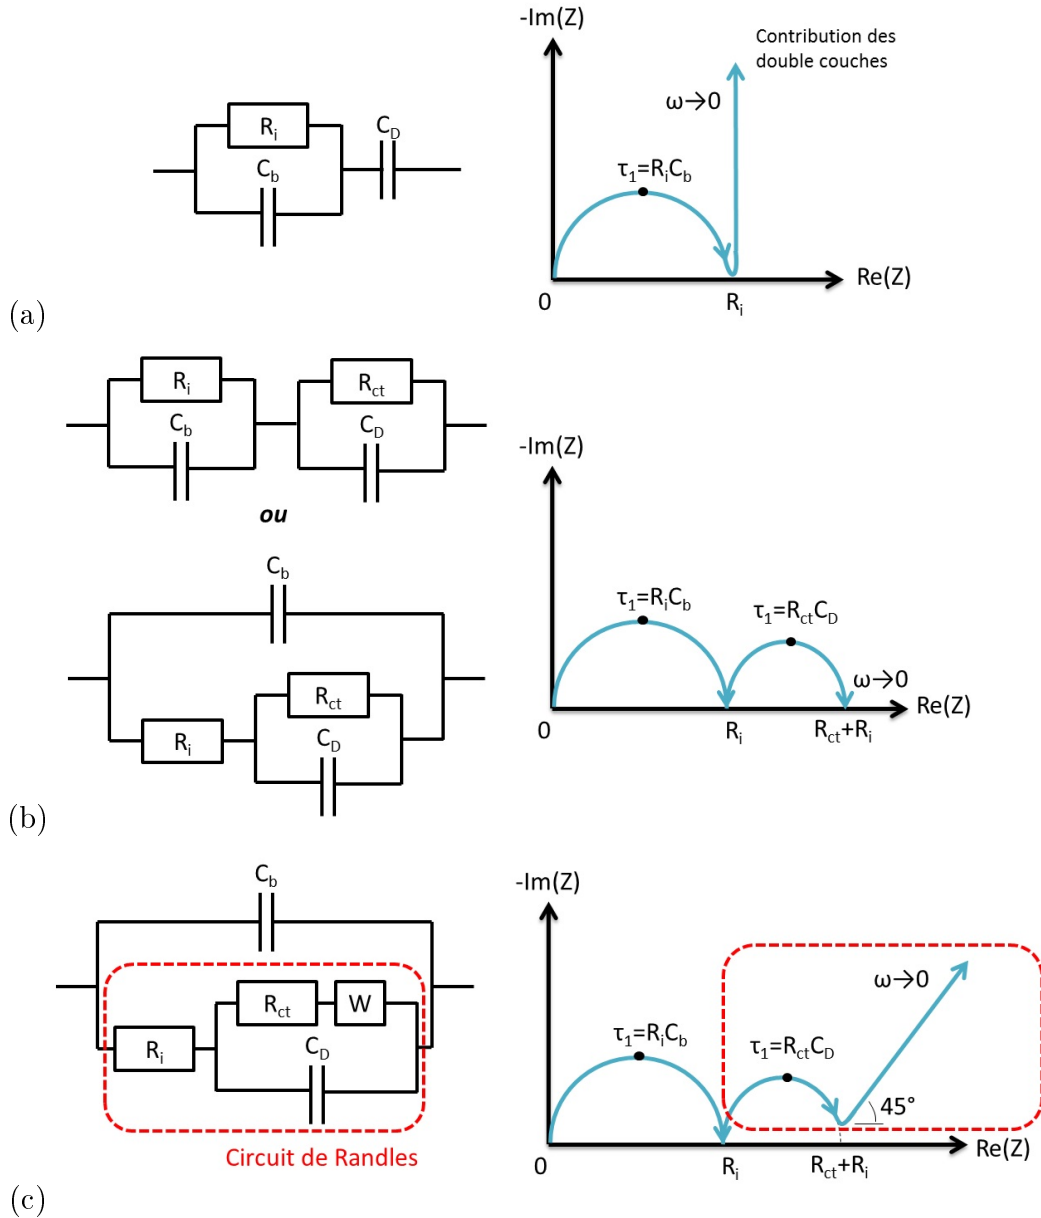 -Im(Z)
Contribution des
double couches
ω→0
Ri
CD
Cb
τ1=RiCb
Re(Z)
0
Ri
(a)
Ri
Rct
Cb
CD
ou
Cb
Rct
Ri
CD
-Im(Z)
τ1=RiCb
τ1=RctCD
ω→0
Re(Z)
0
Ri
Rct+Ri
(b)
Cb
Rct
W
Ri
CD
Circuit de Randles
-Im(Z)
ω→0
τ1=RiCb
τ1=RctCD
45°
Re(Z)
0
Ri
Rct+Ri
(c)